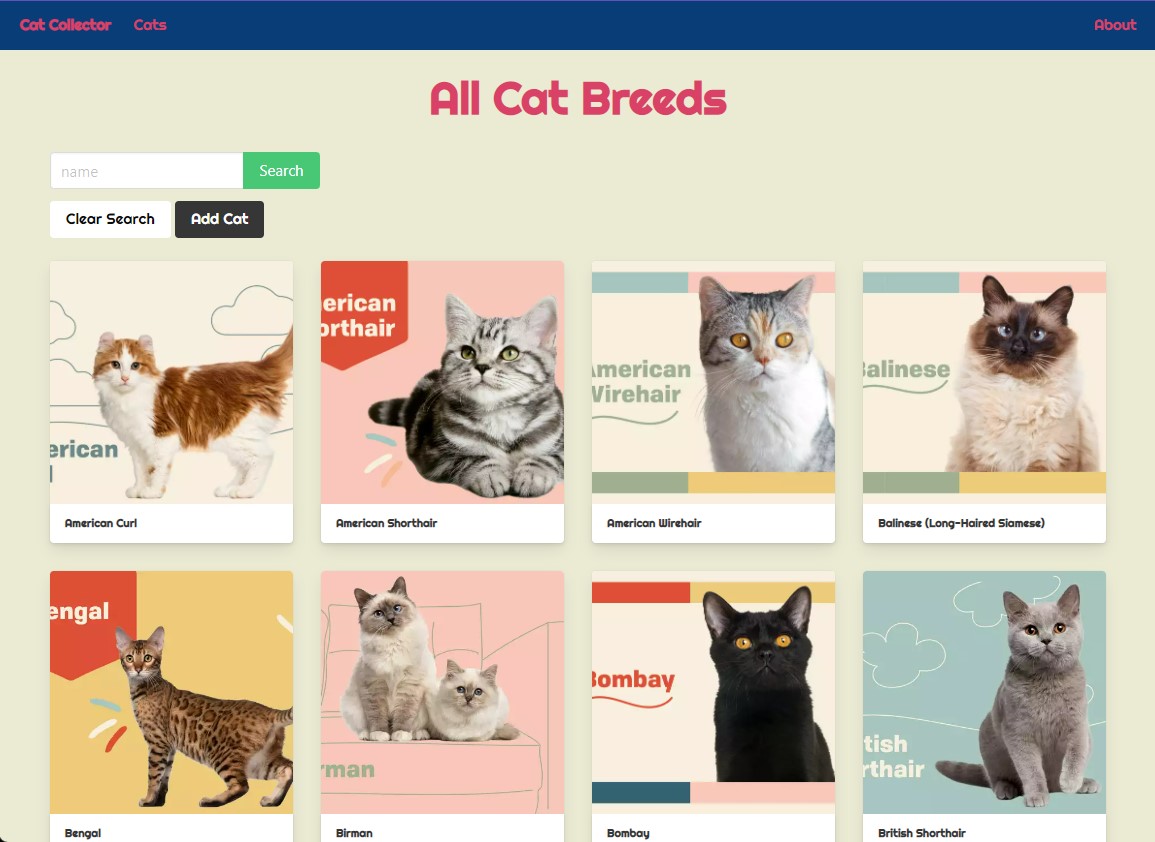 Cat Collector Cats About
All Cat Breeds
name Search
Clear Search Add Cat
erican
erican
orthair
American
Wirehair
Balinese
American Curl
American Shorthair
American Wirehair
Balinese (Long-Haired Siamese)
engal
rman
Bombay
tish
rthair
Bengal
Birman
Bombay
British Shorthair